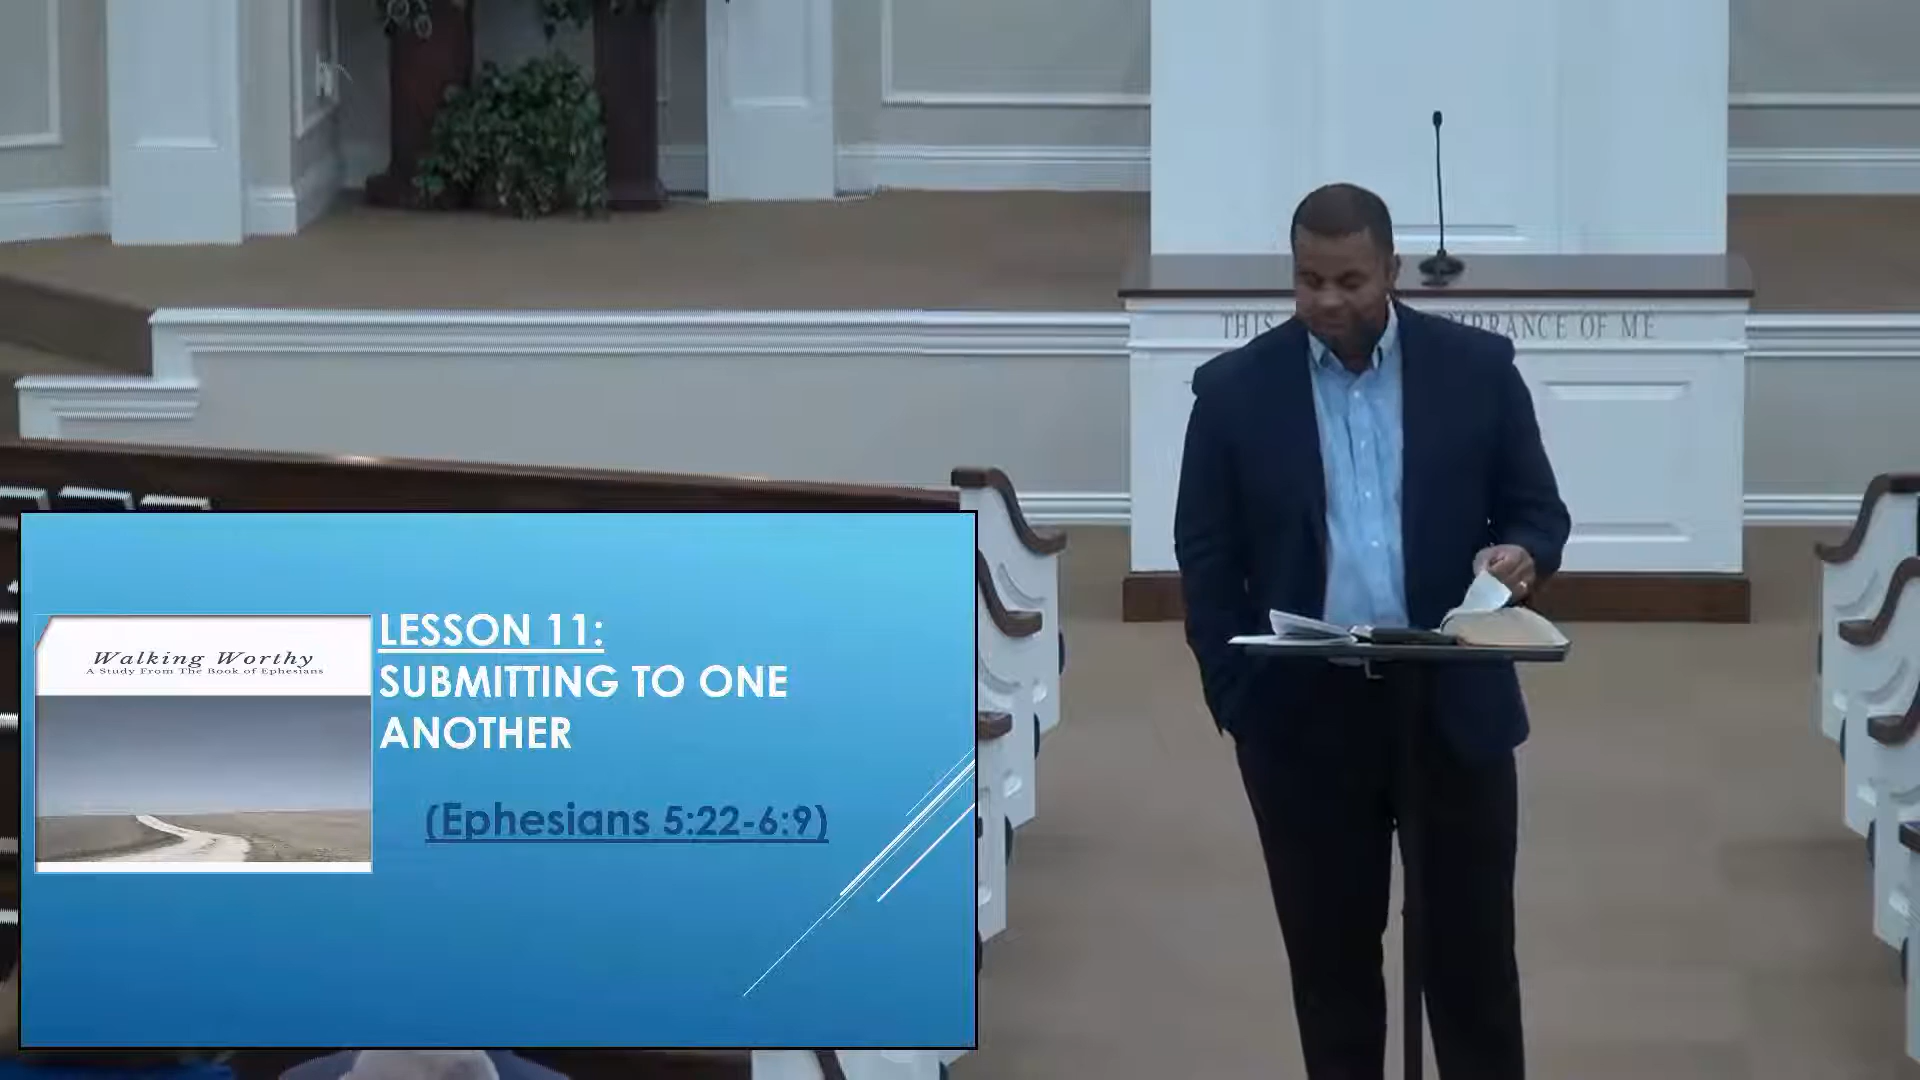 THIS MBRANCE OF ME
Walking Worthy
A Study From The Book of Ephesians
LESSON 11:
SUBMITTING TO ONE
ANOTHER
(Ephesians 5:22-6:9)